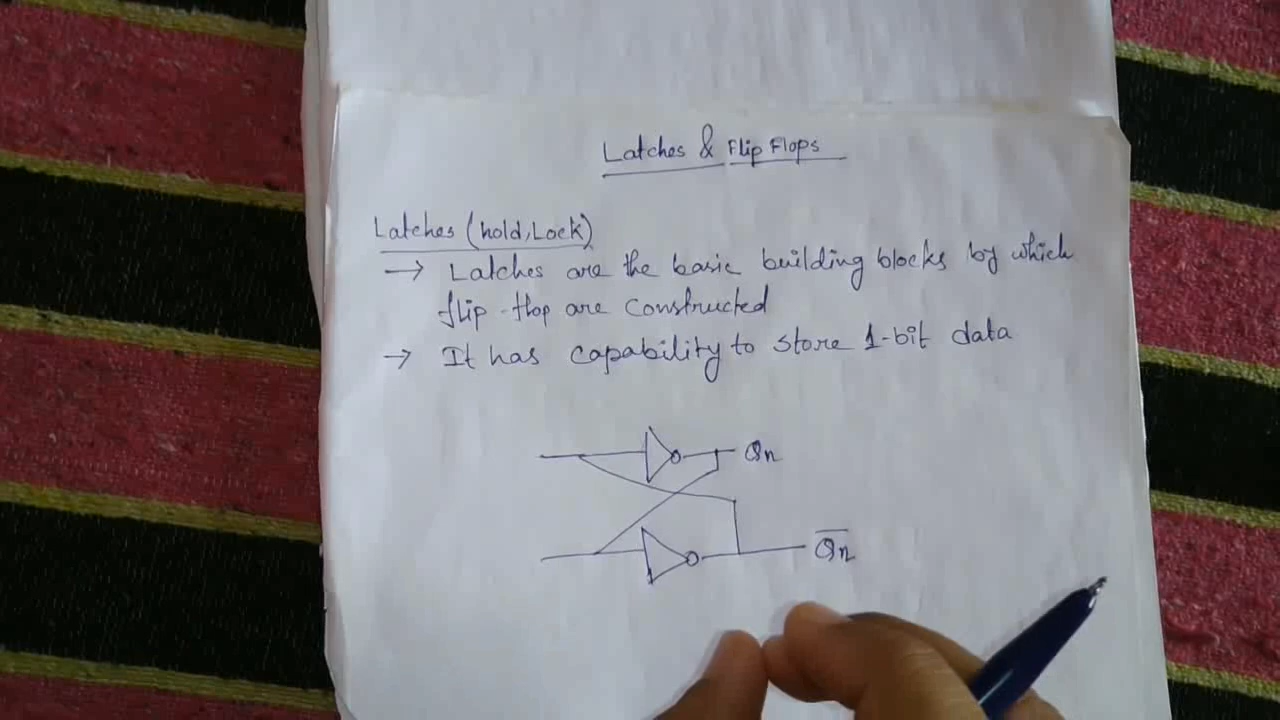 Latches & Flip Flops
Latches (hold, Lock)
→ Latches are the basic building blocks by which
flip-flop are constructed
→ It has capability to store 1-bit data
Qn
Q̅n̅